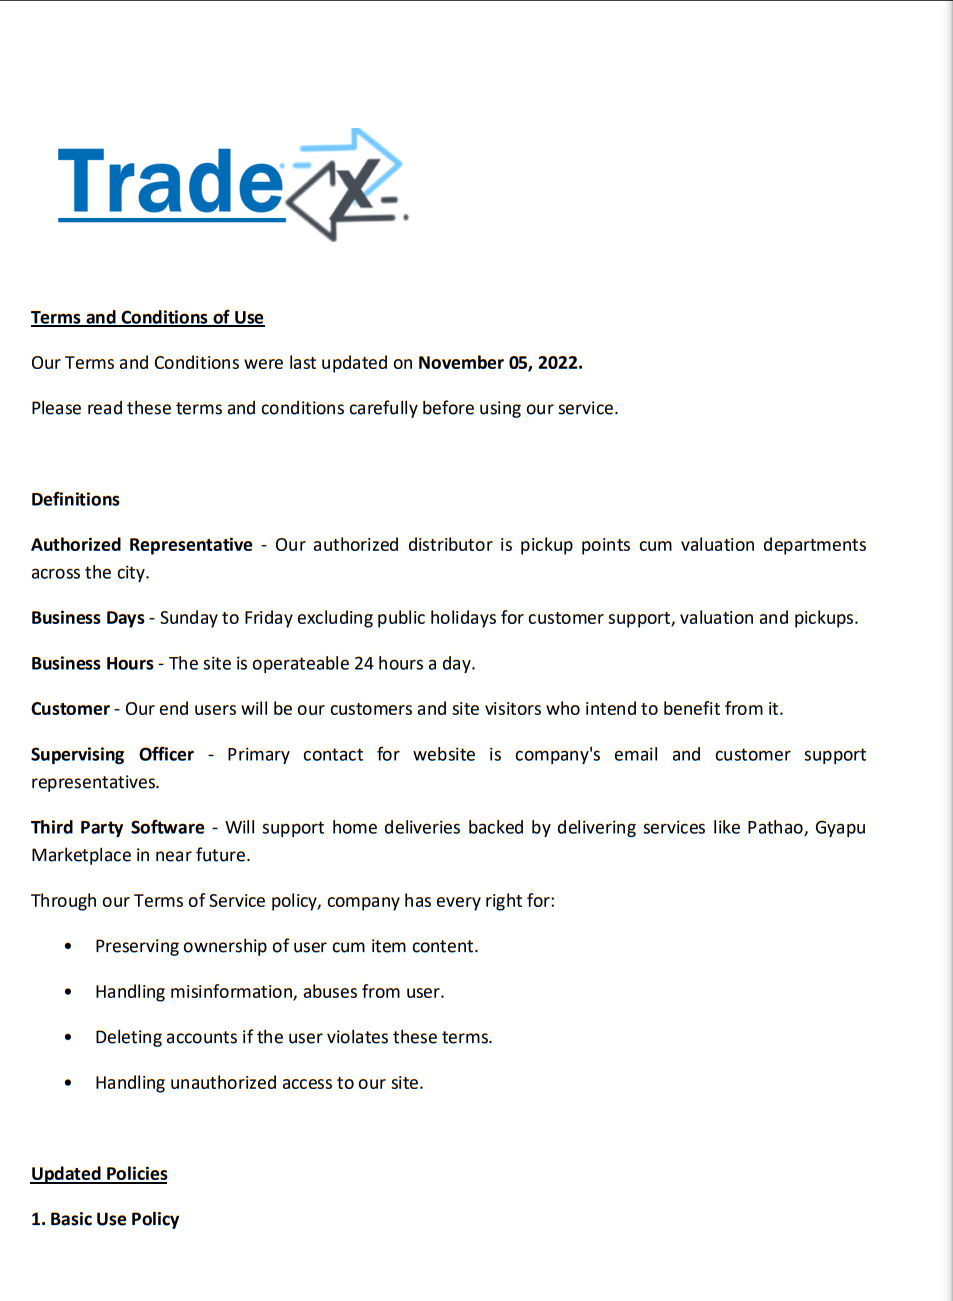 Trade X
Terms and Conditions of Use
Our Terms and Conditions were last updated on November 05, 2022.
Please read these terms and conditions carefully before using our service.
Definitions
Authorized Representative - Our authorized distributor is pickup points cum valuation departments
across the city.
Business Days - Sunday to Friday excluding public holidays for customer support, valuation and pickups.
Business Hours - The site is operateable 24 hours a day.
Customer - Our end users will be our customers and site visitors who intend to benefit from it.
Supervising Officer - Primary contact for website is company's email and customer support
representatives.
Third Party Software - Will support home deliveries backed by delivering services like Pathao, Gyapu
Marketplace in near future.
Through our Terms of Service policy, company has every right for:
• Preserving ownership of user cum item content.
• Handling misinformation, abuses from user.
• Deleting accounts if the user violates these terms.
• Handling unauthorized access to our site.
Updated Policies
1. Basic Use Policy